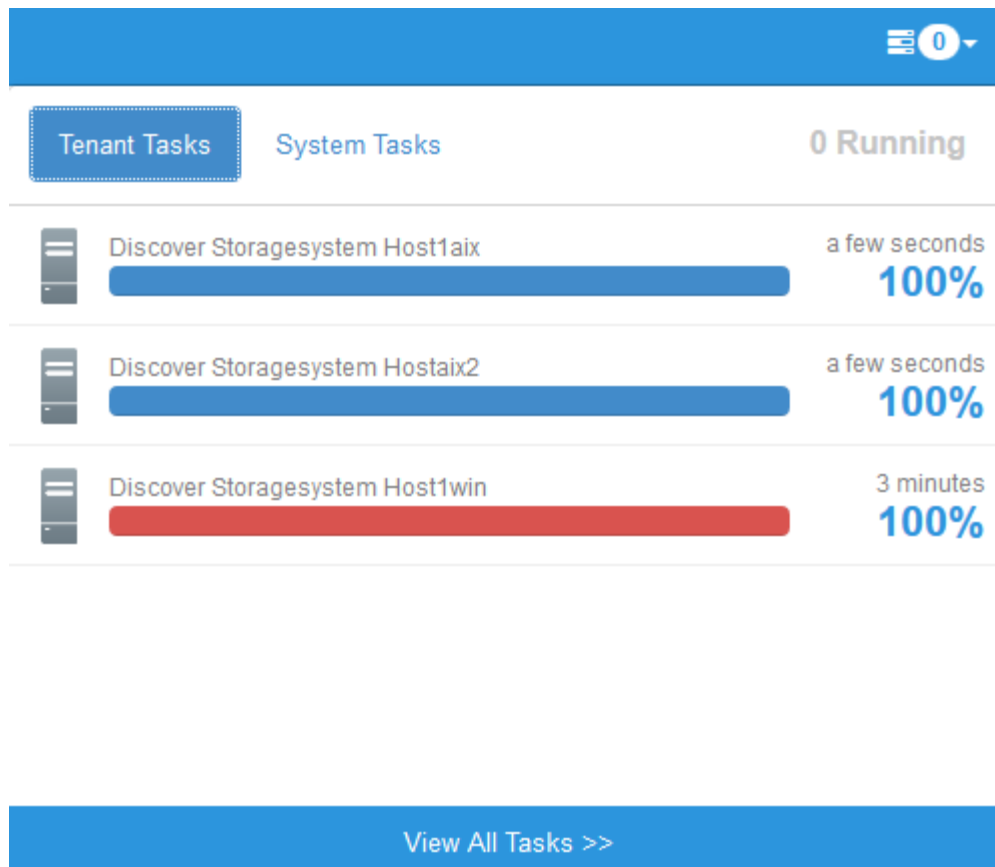 0
Tenant Tasks System Tasks 0 Running
Discover Storagesystem Host1aix a few seconds
100%
Discover Storagesystem Hostaix2 a few seconds
100%
Discover Storagesystem Host1win 3 minutes
100%
View All Tasks >>